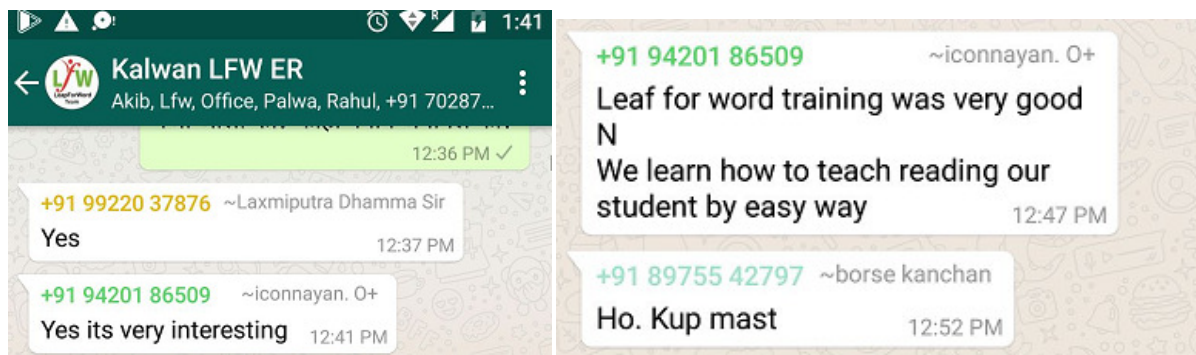 1:41
Kalwan LFW ER
Akib, Lfw, Office, Palwa, Rahul, +91 70287...
12:36 PM
+91 99220 37876 ~Laxmiputra Dhamma Sir
Yes
12:37 PM
+91 94201 86509 ~iconnayan. O+
Yes its very interesting 12:41 PM
+91 94201 86509 ~iconnayan. O+
Leaf for word training was very good
N
We learn how to teach reading our
student by easy way
12:47 PM
+91 89755 42797 ~borse kanchan
Ho. Kup mast
12:52 PM